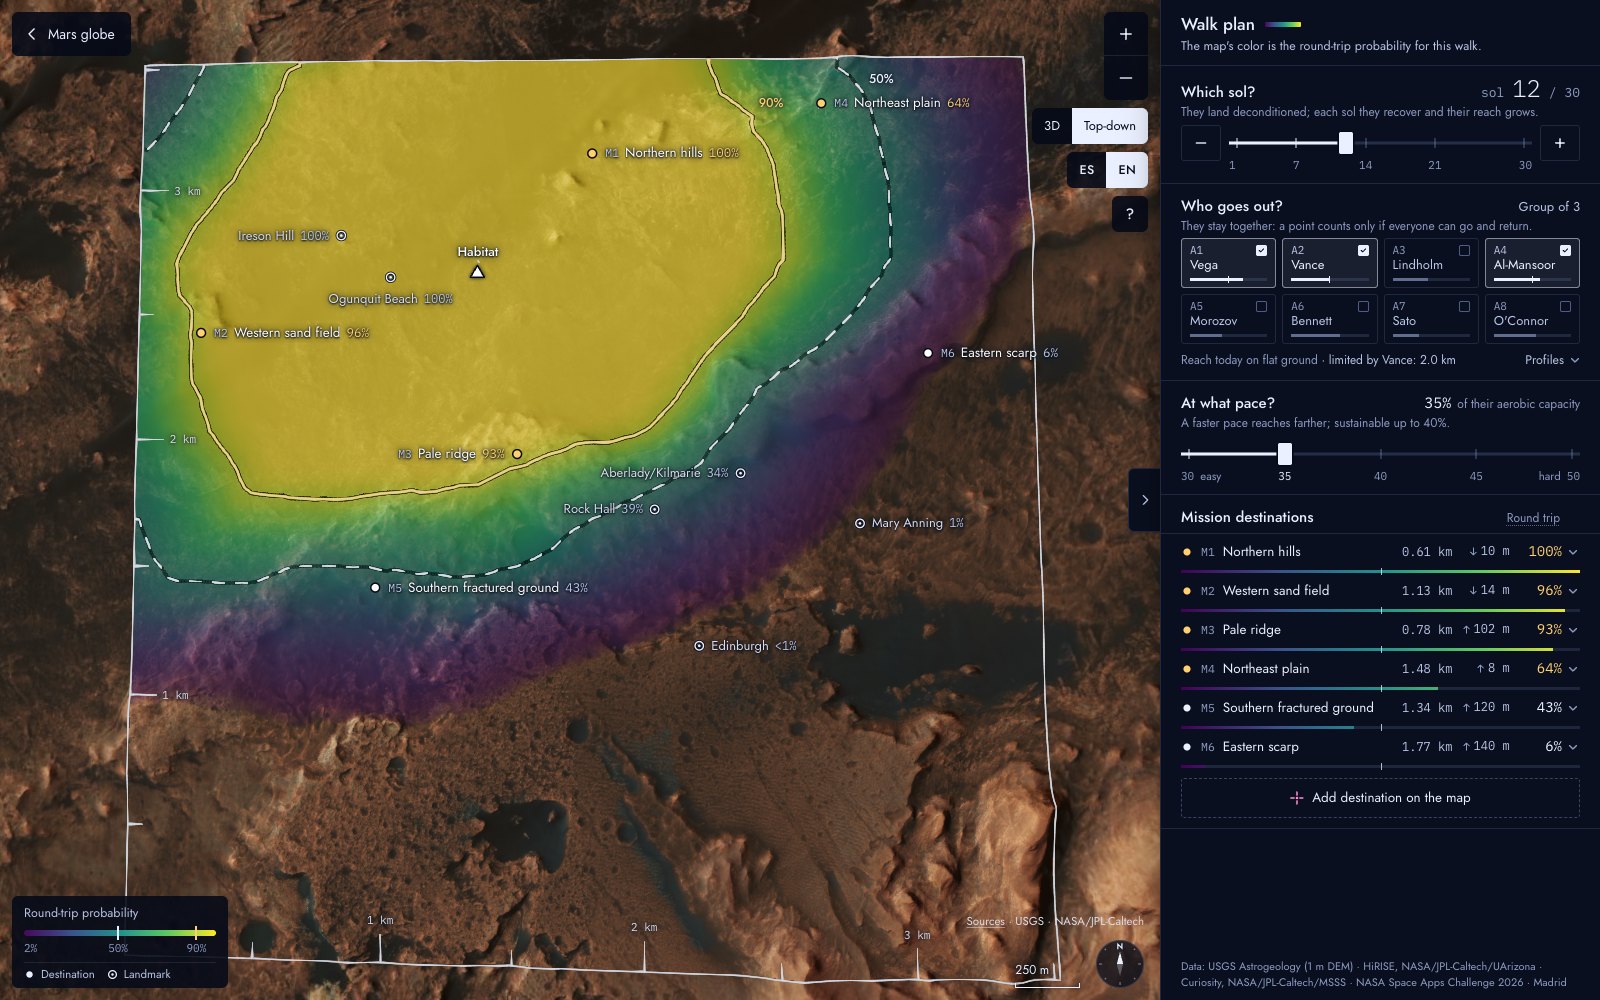 Mars globe
+
−
3D
Top-down
ES
EN
?
50%
90%
M4 Northeast plain 64%
M1 Northern hills 100%
3 km
Ireson Hill 100%
Habitat
Ogunquit Beach 100%
M2 Western sand field 96%
M6 Eastern scarp 6%
2 km
M3 Pale ridge 93%
Aberlady/Kilmarie 34%
Rock Hall 39%
Mary Anning 1%
M5 Southern fractured ground 43%
Edinburgh <1%
1 km
1 km
2 km
3 km
Sources · USGS · NASA/JPL-Caltech
250 m
N
Round-trip probability
2% 50% 90%
Destination Landmark
Walk plan
The map's color is the round-trip probability for this walk.
Which sol? sol 12 / 30
They land deconditioned; each sol they recover and their reach grows.
− +
1 7 14 21 30
Who goes out? Group of 3
They stay together: a point counts only if everyone can go and return.
A1 A2 A3 A4
Vega Vance Lindholm Al-Mansoor
A5 A6 A7 A8
Morozov Bennett Sato O'Connor
Reach today on flat ground · limited by Vance: 2.0 km Profiles
At what pace? 35% of their aerobic capacity
A faster pace reaches farther; sustainable up to 40%.
30 easy 35 40 45 hard 50
Mission destinations Round trip
M1 Northern hills 0.61 km ↓10 m 100%
M2 Western sand field 1.13 km ↓14 m 96%
M3 Pale ridge 0.78 km ↑102 m 93%
M4 Northeast plain 1.48 km ↑8 m 64%
M5 Southern fractured ground 1.34 km ↑120 m 43%
M6 Eastern scarp 1.77 km ↑140 m 6%
Add destination on the map
Data: USGS Astrogeology (1 m DEM) · HiRISE, NASA/JPL-Caltech/UArizona ·
Curiosity, NASA/JPL-Caltech/MSSS · NASA Space Apps Challenge 2026 · Madrid